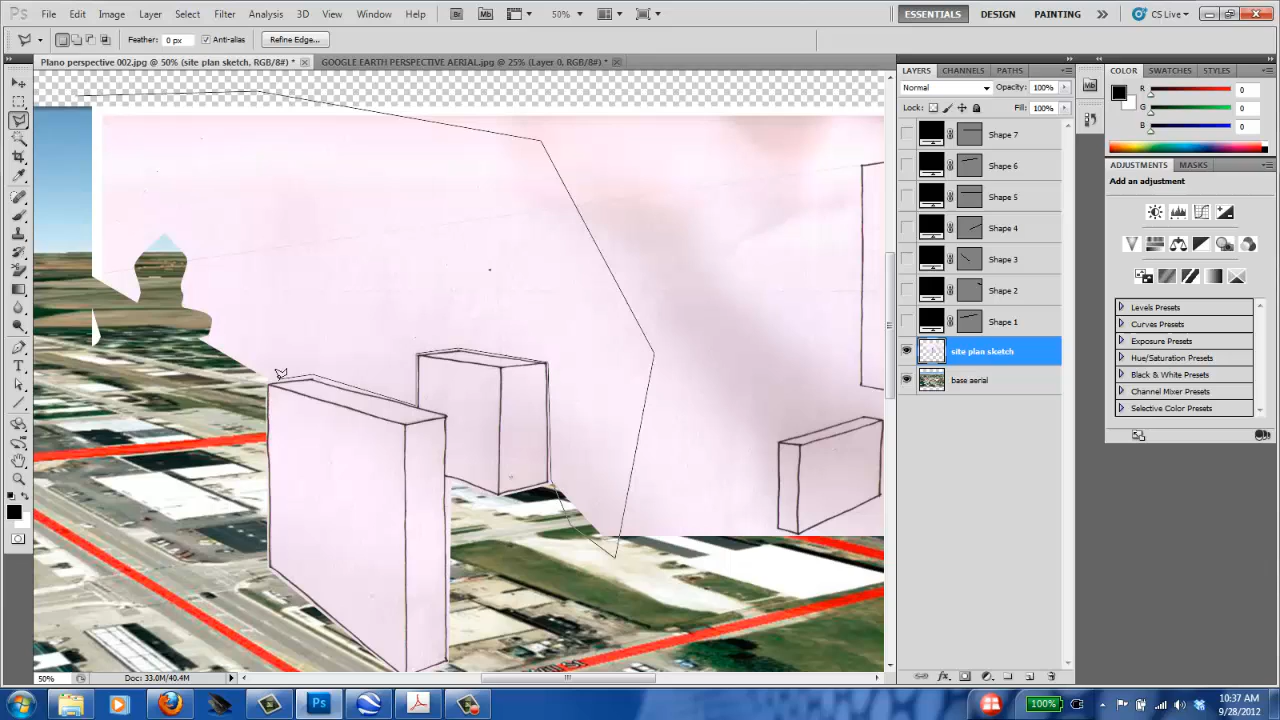 Ps File Edit Image Layer Select Filter Analysis 3D View Window Help Br Mb 50% ESSENTIALS DESIGN PAINTING CS Live
Feather: 0 px Anti-alias Refine Edge...
Plano perspective 002.jpg @ 50% (site plan sketch, RGB/8#) * GOOGLE EARTH PERSPECTIVE AERIAL.jpg @ 25% (Layer 0, RGB/8#) *
LAYERS CHANNELS PATHS
Normal Opacity: 100%
Lock: Fill: 100%
Shape 7
Shape 6
Shape 5
Shape 4
Shape 3
Shape 2
Shape 1
site plan sketch
base aerial
Mb
COLOR SWATCHES STYLES
R 0
G 0
B 0
ADJUSTMENTS MASKS
Add an adjustment
Levels Presets
Curves Presets
Exposure Presets
Hue/Saturation Presets
Black & White Presets
Channel Mixer Presets
Selective Color Presets
50% Doc: 33.0M/40.4M
Ps 100% 10:37 AM
9/28/2012